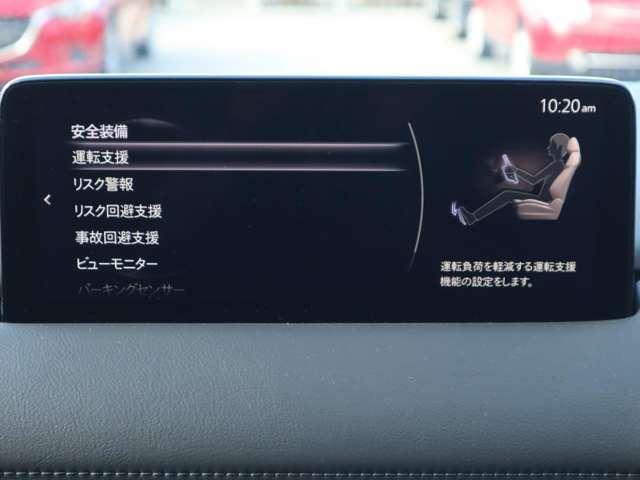 10:20 am
安全装備
運転支援
リスク警報
リスク回避支援
事故回避支援
ビューモニター
パーキングセンサー
運転負荷を軽減する運転支援
機能の設定をします。